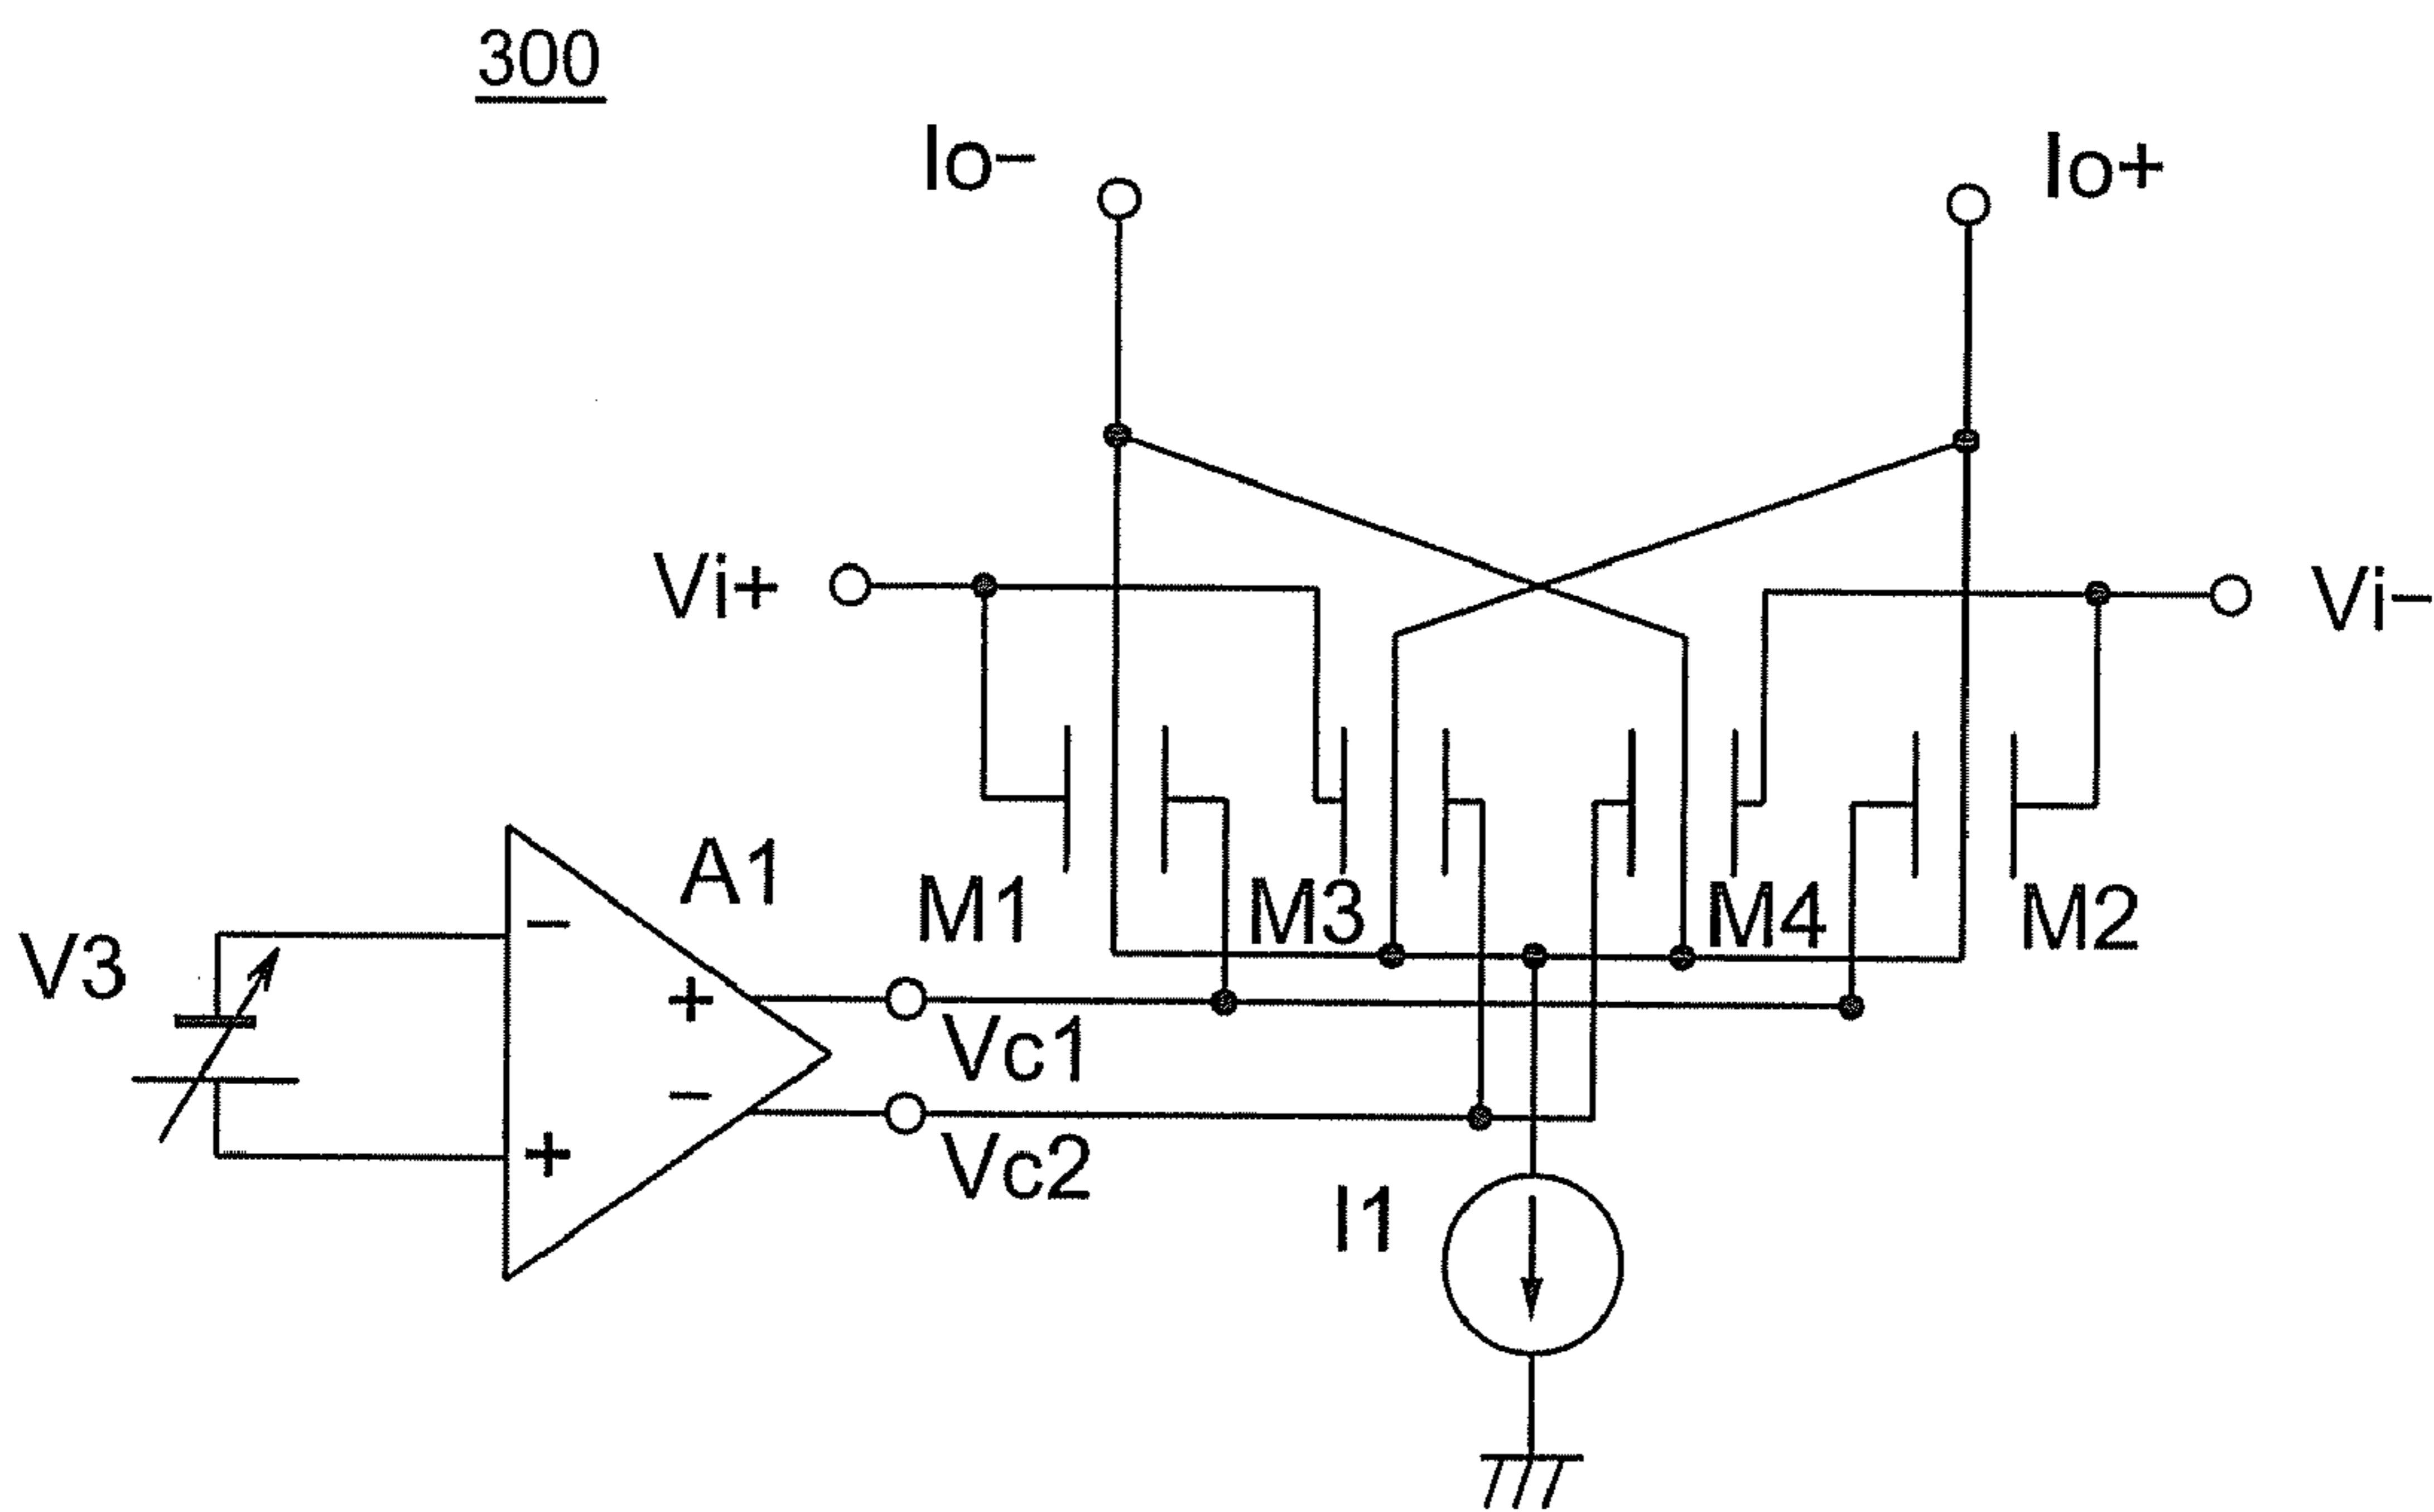 300
Io−
Io+
Vi+
Vi−
A1
M1
M3
M4
M2
V3
−
+
+
−
Vc1
Vc2
I1